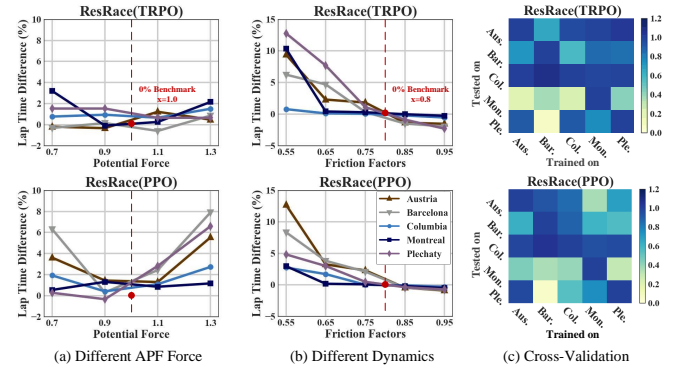 ResRace(TRPO)
Lap Time Difference (%)
10
8
6
4
2
0
−2
0% Benchmark
x=1.0
0.7
0.9
1.1
1.3
Potential Force
ResRace(TRPO)
Lap Time Difference (%)
15
10
5
0
−5
0% Benchmark
x=0.8
0.55
0.65
0.75
0.85
0.95
Friction Factors
ResRace(TRPO)
Tested on
Aus.
Bar.
Col.
Mon.
Ple.
Aus.
Bar.
Col.
Mon.
Ple.
Trained on
1.2
1.0
0.8
0.6
0.4
0.2
0.0
ResRace(PPO)
Lap Time Difference (%)
10
8
6
4
2
0
−2
0.7
0.9
1.1
1.3
Potential Force
ResRace(PPO)
Lap Time Difference (%)
15
10
5
0
−5
Austria
Barcelona
Columbia
Montreal
Plechaty
0.55
0.65
0.75
0.85
0.95
Friction Factors
ResRace(PPO)
Tested on
Aus.
Bar.
Col.
Mon.
Ple.
Aus.
Bar.
Col.
Mon.
Ple.
Trained on
1.2
1.0
0.8
0.6
0.4
0.2
0.0
(a) Different APF Force
(b) Different Dynamics
(c) Cross-Validation